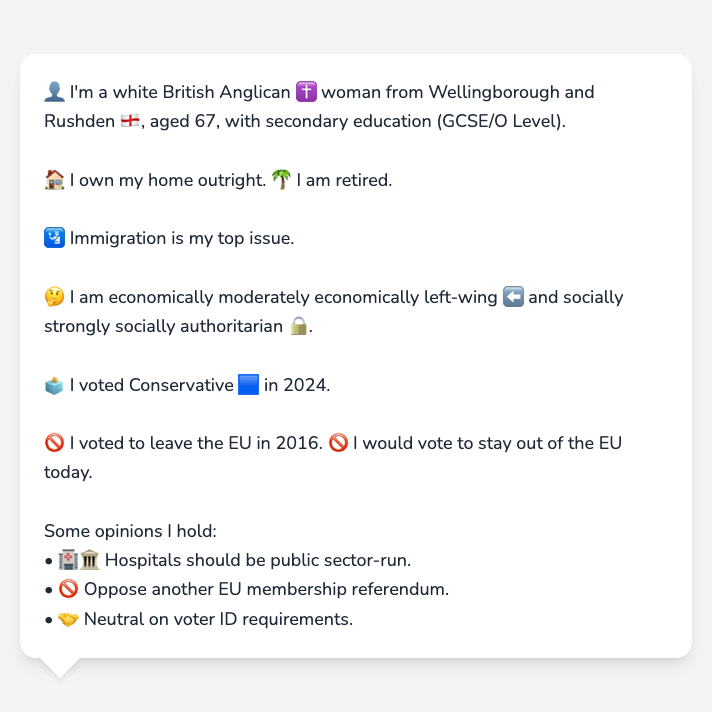 👤 I'm a white British Anglican ✝️ woman from Wellingborough and
Rushden 🏴󠁧󠁢󠁥󠁮󠁧󠁿, aged 67, with secondary education (GCSE/O Level).
🏠 I own my home outright. 🌴 I am retired.
🛂 Immigration is my top issue.
🤔 I am economically moderately economically left-wing ⬅️ and socially
strongly socially authoritarian 🔒.
🗳️ I voted Conservative 🟦 in 2024.
🚫 I voted to leave the EU in 2016. 🚫 I would vote to stay out of the EU
today.
Some opinions I hold:
• 🏥🏛️ Hospitals should be public sector-run.
• 🚫 Oppose another EU membership referendum.
• 🤝 Neutral on voter ID requirements.